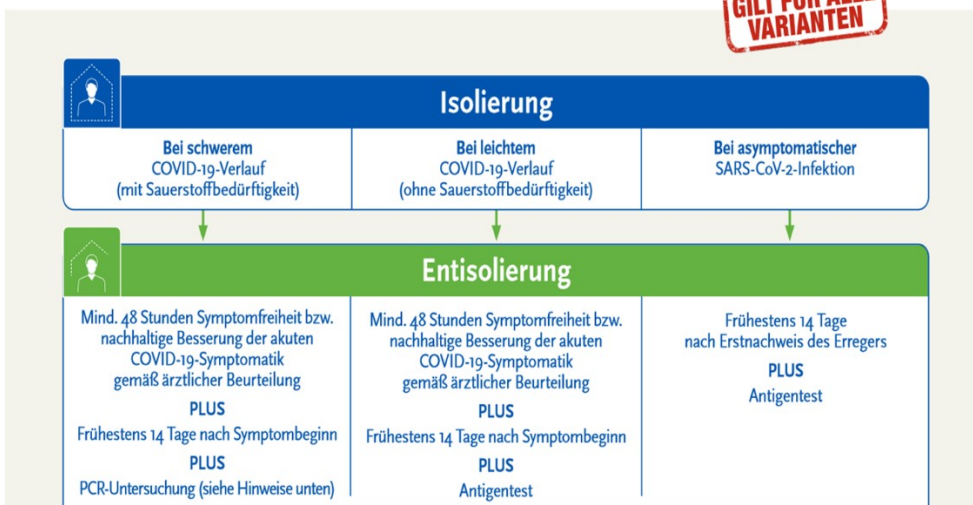 GILT FÜR ALLE
VARIANTEN
Isolierung
Bei schwerem
COVID-19-Verlauf
(mit Sauerstoffbedürftigkeit)
Bei leichtem
COVID-19-Verlauf
(ohne Sauerstoffbedürftigkeit)
Bei asymptomatischer
SARS-CoV-2-Infektion
Entisolierung
Mind. 48 Stunden Symptomfreiheit bzw.
nachhaltige Besserung der akuten
COVID-19-Symptomatik
gemäß ärztlicher Beurteilung
PLUS
Frühestens 14 Tage nach Symptombeginn
PLUS
PCR-Untersuchung (siehe Hinweise unten)
Mind. 48 Stunden Symptomfreiheit bzw.
nachhaltige Besserung der akuten
COVID-19-Symptomatik
gemäß ärztlicher Beurteilung
PLUS
Frühestens 14 Tage nach Symptombeginn
PLUS
Antigentest
Frühestens 14 Tage
nach Erstnachweis des Erregers
PLUS
Antigentest